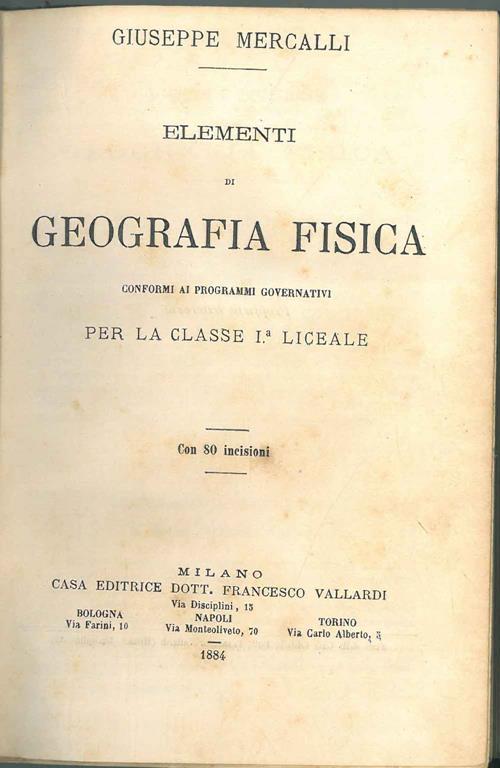 GIUSEPPE MERCALLI
ELEMENTI
DI
GEOGRAFIA FISICA
CONFORMI AI PROGRAMMI GOVERNATIVI
PER LA CLASSE I.ª LICEALE
Con 80 incisioni
MILANO
CASA EDITRICE DOTT. FRANCESCO VALLARDI
Via Disciplini, 15
BOLOGNA NAPOLI TORINO
Via Farini, 10 Via Monteoliveto, 70 Via Carlo Alberto, 5
1884